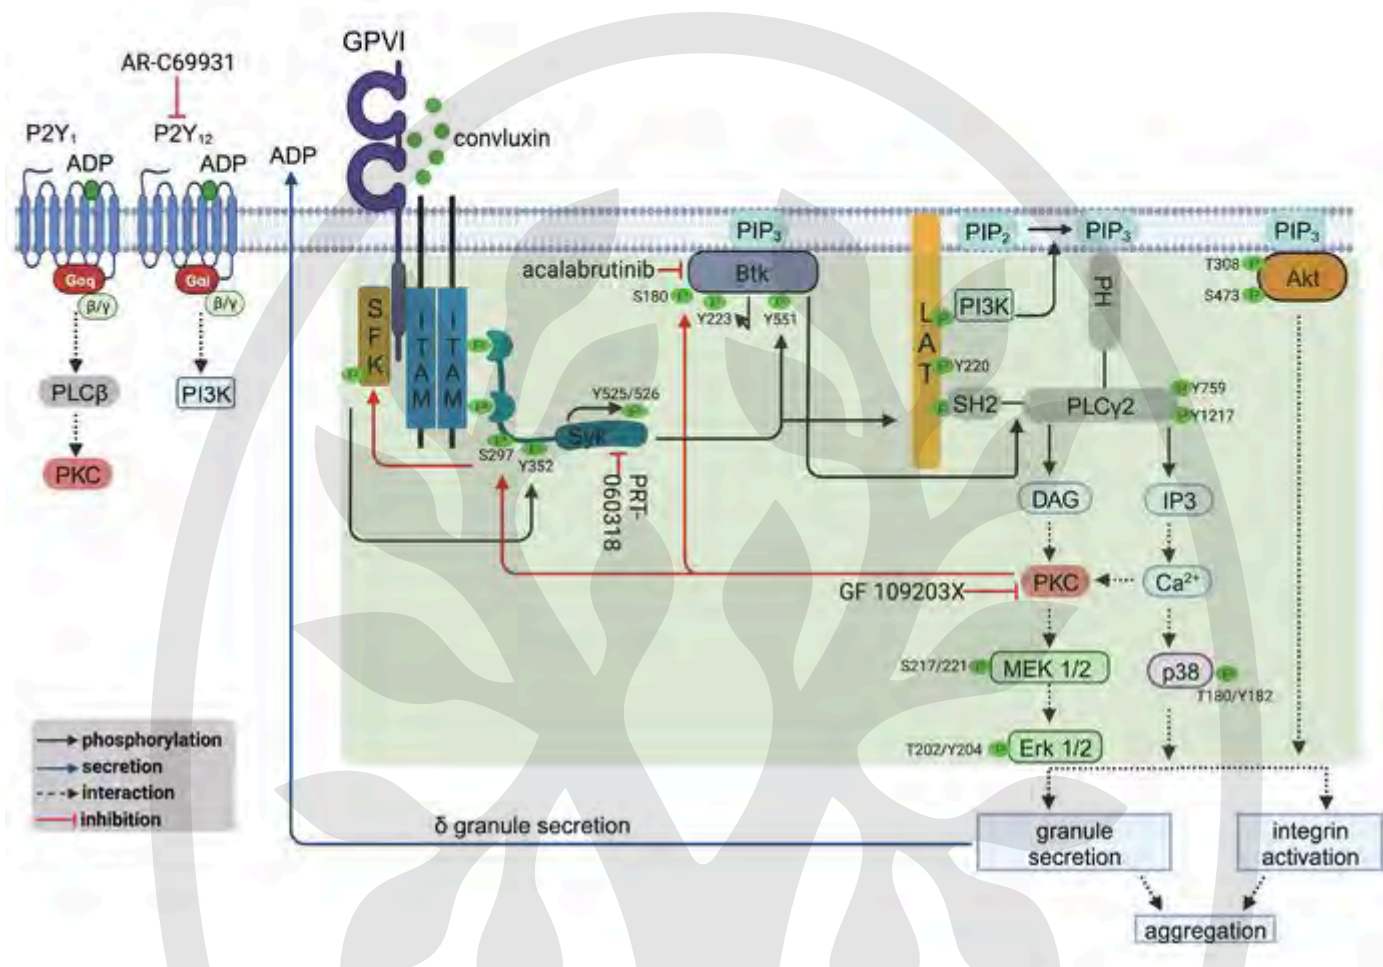 GPVI
AR-C69931
P2Y₁
P2Y₁₂
convluxin
ADP
ADP
ADP
PIP₃
PIP₂
PIP₃
PIP₃
Gαq
Gαi
β/γ
β/γ
acalabrutinib
Btk
T308
S473
Akt
S180
P
Y223
Y551
PH
PI3K
SFK
ITAM
ITAM
LAT
Y220
PLCβ
PI3K
Y525/526
SH2
PLCγ2
Y759
Y1217
Syk
S297
Y352
PKC
PRT-
060318
DAG
IP3
GF 109203X
PKC
Ca²⁺
S217/221
MEK 1/2
p38
T180/Y182
T202/Y204
Erk 1/2
phosphorylation
secretion
interaction
inhibition
δ granule secretion
granule
secretion
integrin
activation
aggregation